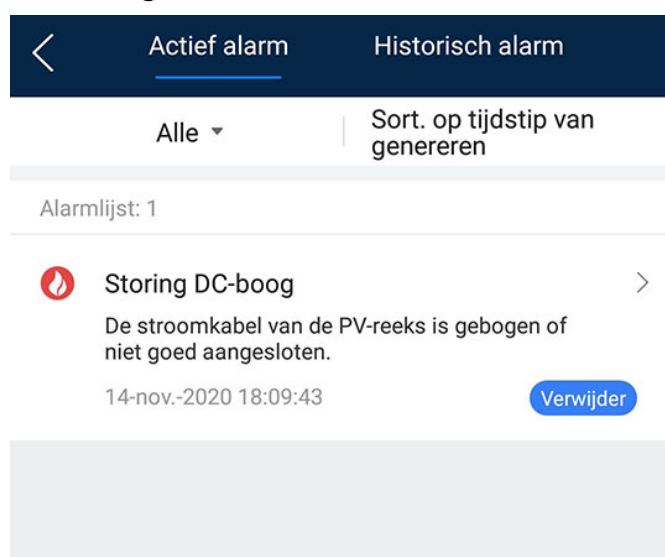 Actief alarm Historisch alarm
Alle
Sort. op tijdstip van
genereren
Alarmlijst: 1
Storing DC-boog
De stroomkabel van de PV-reeks is gebogen of
niet goed aangesloten.
14-nov.-2020 18:09:43 Verwijder